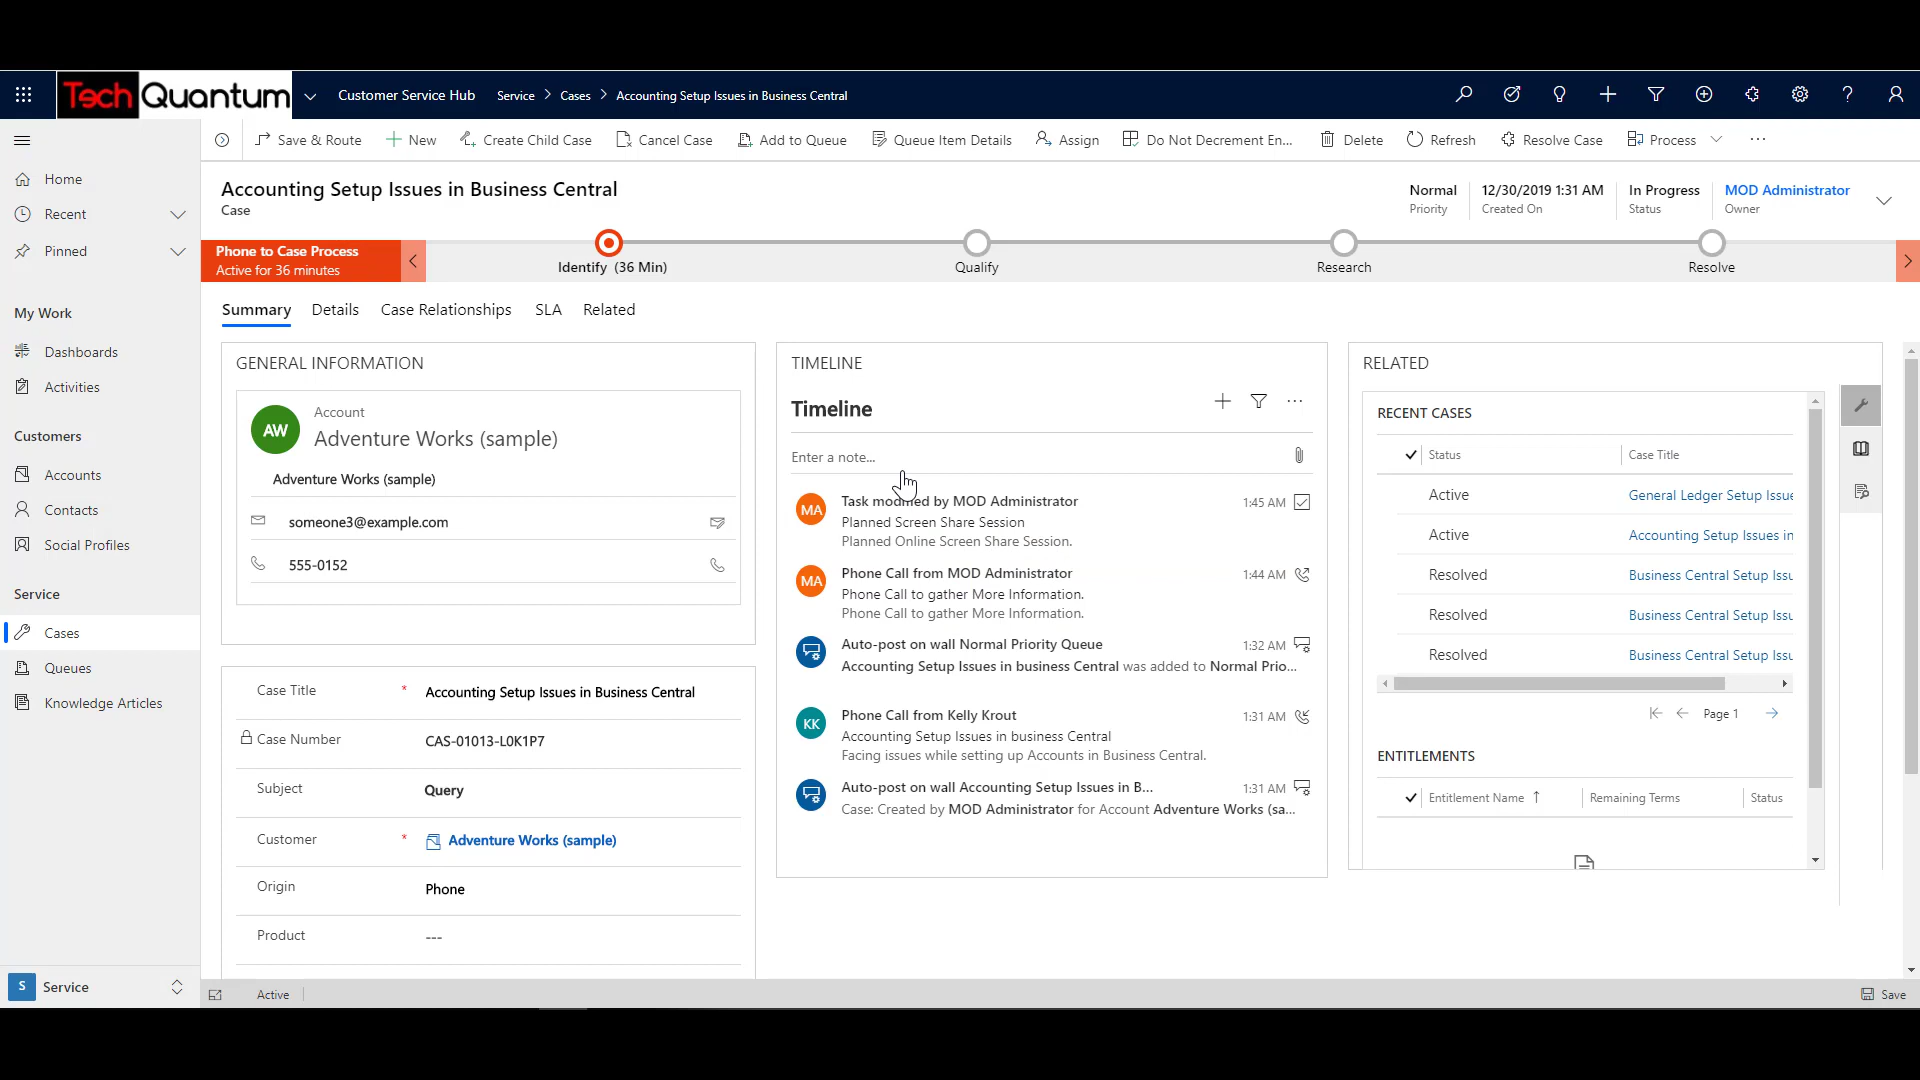 Tech Quantum
Customer Service Hub
Service > Cases > Accounting Setup Issues in Business Central
Save & Route
New
Create Child Case
Cancel Case
Add to Queue
Queue Item Details
Assign
Do Not Decrement En...
Delete
Refresh
Resolve Case
Process
Home
Recent
Pinned
My Work
Dashboards
Activities
Customers
Accounts
Contacts
Social Profiles
Service
Cases
Queues
Knowledge Articles
S Service
Accounting Setup Issues in Business Central
Case
Normal
Priority
12/30/2019 1:31 AM
Created On
In Progress
Status
MOD Administrator
Owner
Phone to Case Process
Active for 36 minutes
Identify (36 Min)
Qualify
Research
Resolve
Summary
Details
Case Relationships
SLA
Related
GENERAL INFORMATION
AW
Account
Adventure Works (sample)
Adventure Works (sample)
someone3@example.com
555-0152
Case Title * Accounting Setup Issues in Business Central
Case Number CAS-01013-L0K1P7
Subject Query
Customer * Adventure Works (sample)
Origin Phone
Product ---
TIMELINE
Timeline
Enter a note...
MA
Task modified by MOD Administrator 1:45 AM
Planned Screen Share Session
Planned Online Screen Share Session.
MA
Phone Call from MOD Administrator 1:44 AM
Phone Call to gather More Information.
Phone Call to gather More Information.
Auto-post on wall Normal Priority Queue 1:32 AM
Accounting Setup Issues in business Central was added to Normal Prio...
KK
Phone Call from Kelly Krout 1:31 AM
Accounting Setup Issues in business Central
Facing issues while setting up Accounts in Business Central.
Auto-post on wall Accounting Setup Issues in B... 1:31 AM
Case: Created by MOD Administrator for Account Adventure Works (sa...
RELATED
RECENT CASES
Status Case Title
Active General Ledger Setup Issue
Active Accounting Setup Issues in
Resolved Business Central Setup Issu
Resolved Business Central Setup Issu
Resolved Business Central Setup Issu
Page 1
ENTITLEMENTS
Entitlement Name ↑ Remaining Terms Status
Active
Save